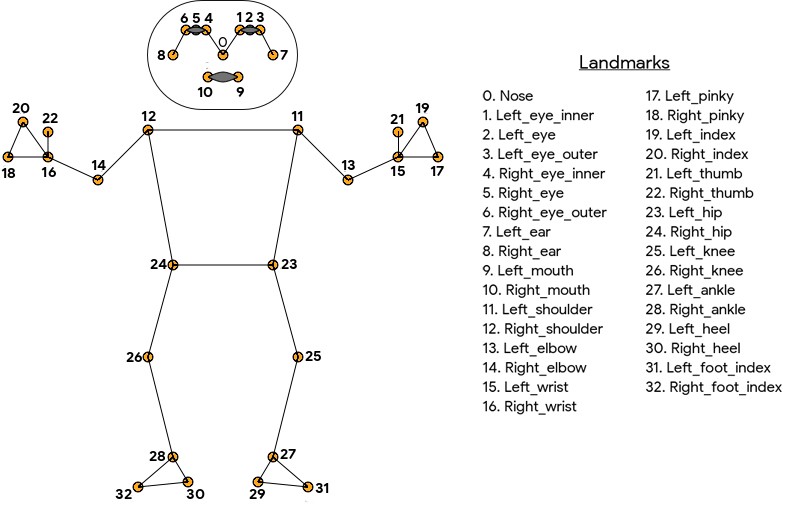 6 5 4 1 2 3
0
8 7
10 9
20 22 12 11 21 19
18 16 14 13 15 17
24 23
26 25
28 27
32 30 29 31
Landmarks
0. Nose
1. Left_eye_inner
2. Left_eye
3. Left_eye_outer
4. Right_eye_inner
5. Right_eye
6. Right_eye_outer
7. Left_ear
8. Right_ear
9. Left_mouth
10. Right_mouth
11. Left_shoulder
12. Right_shoulder
13. Left_elbow
14. Right_elbow
15. Left_wrist
16. Right_wrist
17. Left_pinky
18. Right_pinky
19. Left_index
20. Right_index
21. Left_thumb
22. Right_thumb
23. Left_hip
24. Right_hip
25. Left_knee
26. Right_knee
27. Left_ankle
28. Right_ankle
29. Left_heel
30. Right_heel
31. Left_foot_index
32. Right_foot_index